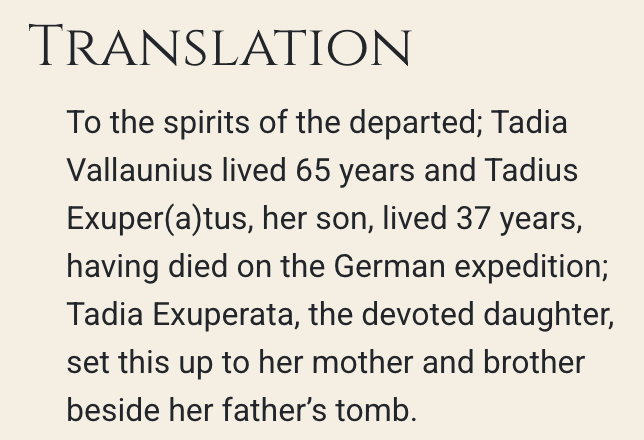 Translation
To the spirits of the departed; Tadia
Vallaunius lived 65 years and Tadius
Exuper(a)tus, her son, lived 37 years,
having died on the German expedition;
Tadia Exuperata, the devoted daughter,
set this up to her mother and brother
beside her father’s tomb.